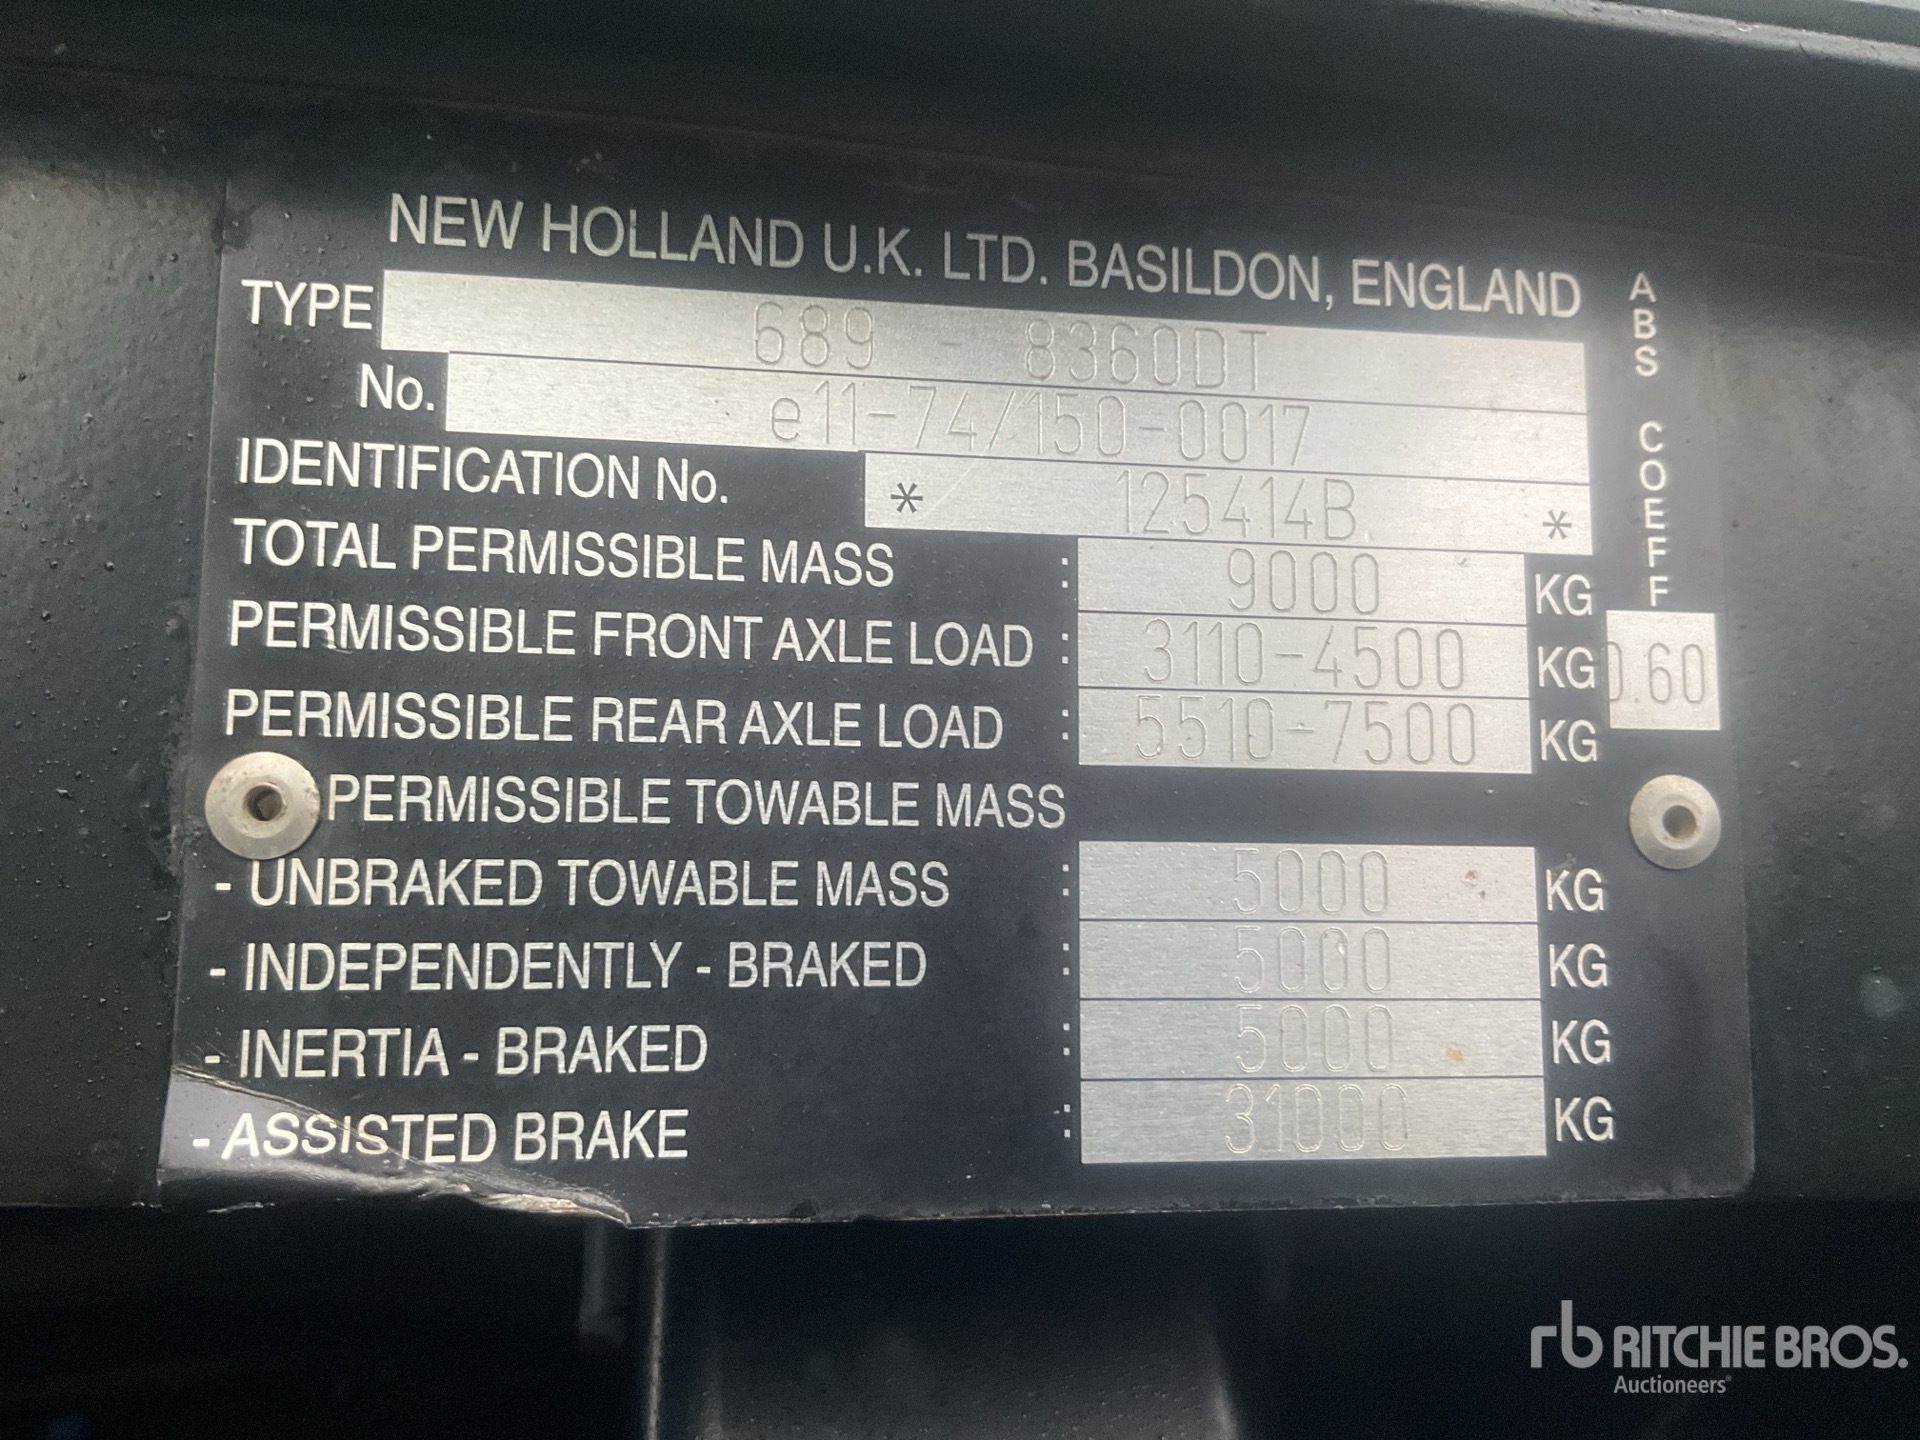 NEW HOLLAND U.K. LTD. BASILDON, ENGLAND
TYPE 689 - 8360DT
No. e11-74/150-0017
IDENTIFICATION No. * 125414B *
TOTAL PERMISSIBLE MASS : 9000 KG
PERMISSIBLE FRONT AXLE LOAD : 3110-4500 KG
PERMISSIBLE REAR AXLE LOAD : 5510-7500 KG
PERMISSIBLE TOWABLE MASS
- UNBRAKED TOWABLE MASS : 5000 KG
- INDEPENDENTLY - BRAKED : 5000 KG
- INERTIA - BRAKED : 5000 KG
- ASSISTED BRAKE : 31000 KG
ABS COEFF
0.60
rb RITCHIE BROS.
Auctioneers